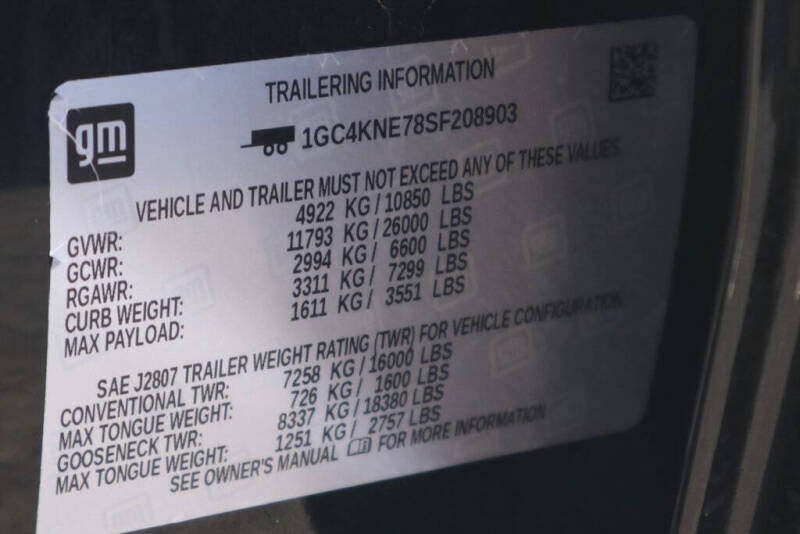 gm
TRAILERING INFORMATION
1GC4KNE78SF208903
VEHICLE AND TRAILER MUST NOT EXCEED ANY OF THESE VALUES.
GVWR: 4922 KG / 10850 LBS
GCWR: 11793 KG / 26000 LBS
RGAWR: 2994 KG / 6600 LBS
CURB WEIGHT: 3311 KG / 7299 LBS
MAX PAYLOAD: 1611 KG / 3551 LBS
SAE J2807 TRAILER WEIGHT RATING (TWR) FOR VEHICLE CONFIGURATION.
CONVENTIONAL TWR: 7258 KG / 16000 LBS
MAX TONGUE WEIGHT: 726 KG / 1600 LBS
GOOSENECK TWR: 8337 KG / 18380 LBS
MAX TONGUE WEIGHT: 1251 KG / 2757 LBS
SEE OWNER'S MANUAL FOR MORE INFORMATION